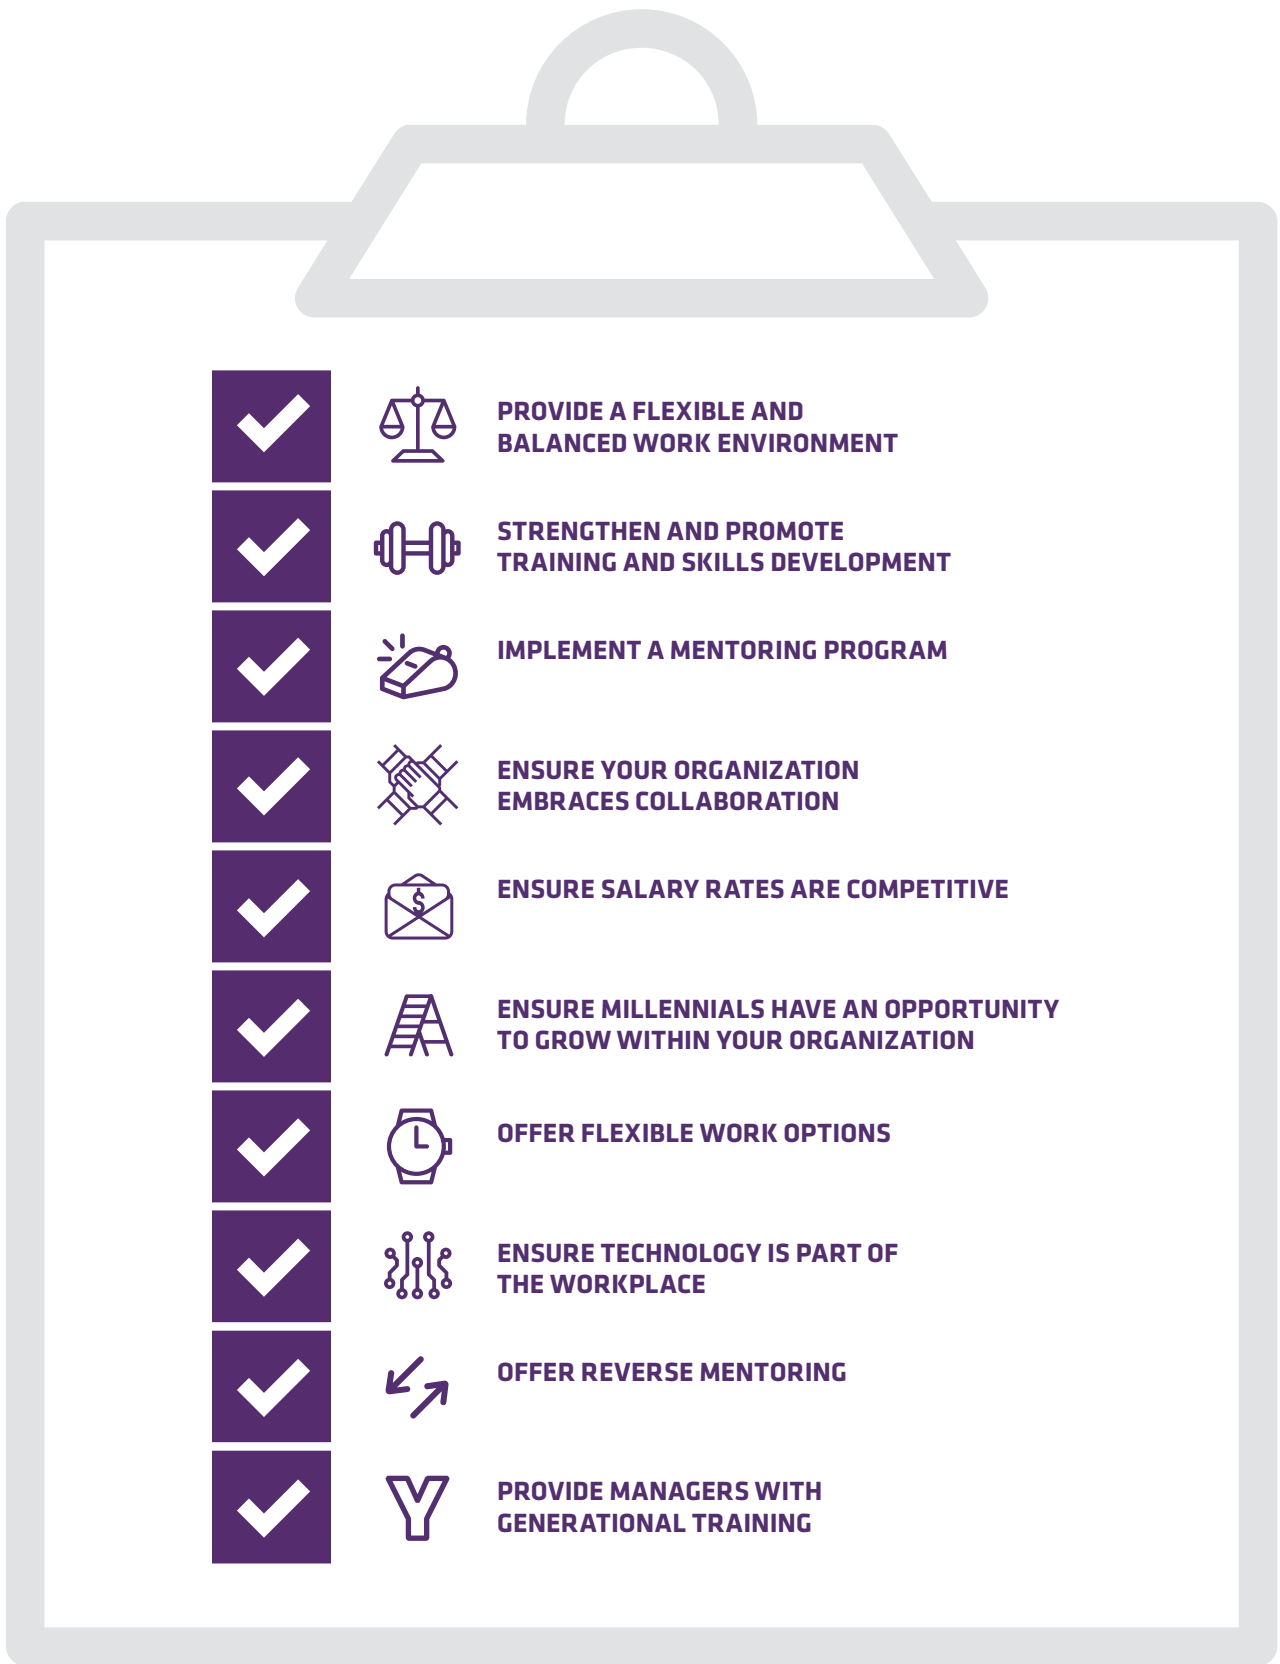 PROVIDE A FLEXIBLE AND
BALANCED WORK ENVIRONMENT
STRENGTHEN AND PROMOTE
TRAINING AND SKILLS DEVELOPMENT
IMPLEMENT A MENTORING PROGRAM
ENSURE YOUR ORGANIZATION
EMBRACES COLLABORATION
$
ENSURE SALARY RATES ARE COMPETITIVE
ENSURE MILLENNIALS HAVE AN OPPORTUNITY
TO GROW WITHIN YOUR ORGANIZATION
OFFER FLEXIBLE WORK OPTIONS
ENSURE TECHNOLOGY IS PART OF
THE WORKPLACE
OFFER REVERSE MENTORING
Y
PROVIDE MANAGERS WITH
GENERATIONAL TRAINING